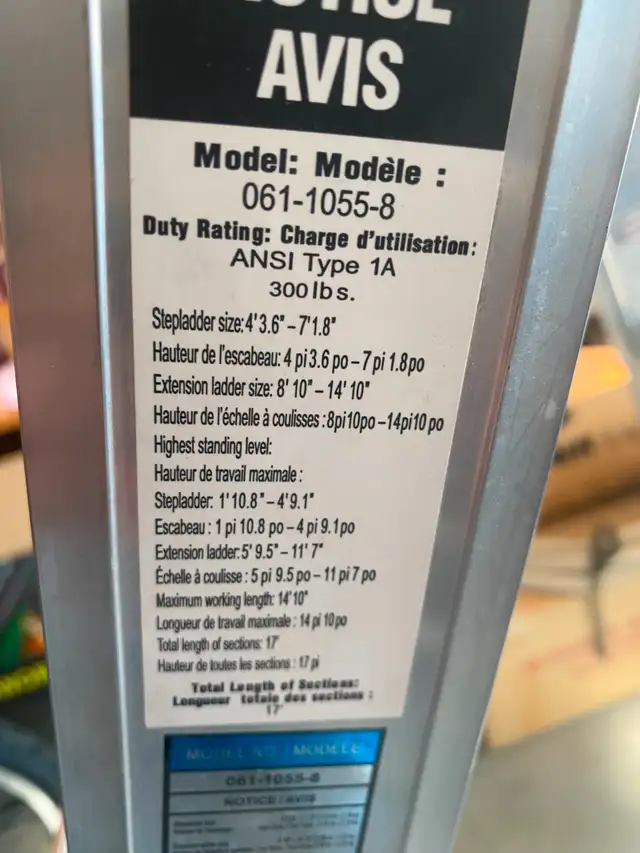 NOTICE
AVIS
Model: Modèle :
061-1055-8
Duty Rating: Charge d'utilisation:
ANSI Type 1A
300lbs.
Stepladder size: 4'3.6" – 7'1.8"
Hauteur de l'escabeau: 4 pi 3.6 po – 7 pi 1.8 po
Extension ladder size: 8' 10" – 14' 10"
Hauteur de l'échelle à coulisses :8pi10po –14pi10 po
Highest standing level:
Hauteur de travail maximale :
Stepladder: 1'10.8" – 4'9.1"
Escabeau : 1 pi 10.8 po – 4 pi 9.1po
Extension ladder:5' 9.5" – 11' 7"
Échelle à coulisse : 5 pi 9.5 po – 11 pi 7 po
Maximum working length: 14'10"
Longueur de travail maximale : 14 pi 10 po
Total length of sections: 17'
Hauteur de toutes les sections : 17 pi
Total Length of Sections:
Longueur totale des sections :
17'
MODEL NO. / MODÈLE
061-1055-8
NOTICE / AVIS